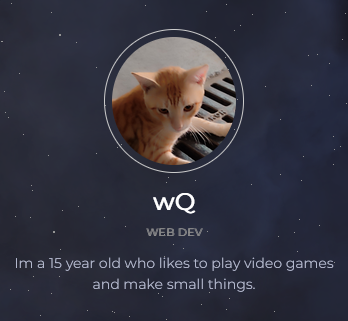 wQ
WEB DEV
Im a 15 year old who likes to play video games
and make small things.